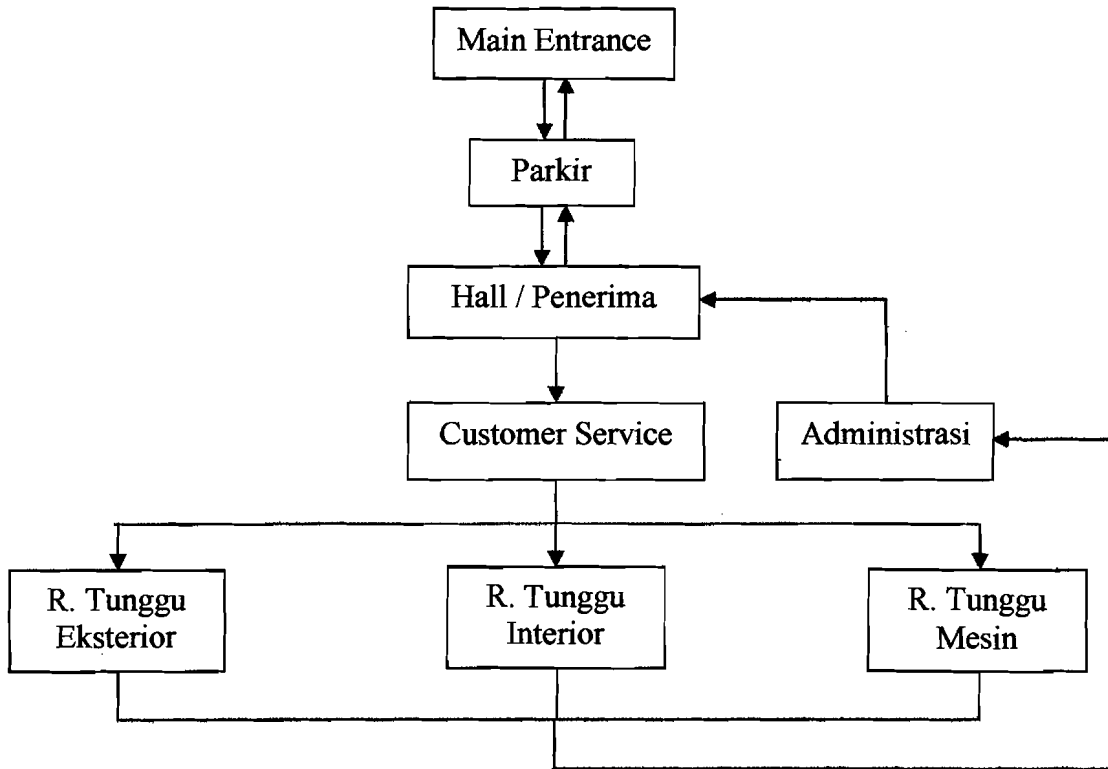 Main Entrance
Parkir
Hall / Penerima
Customer Service
Administrasi
R. Tunggu
Eksterior
R. Tunggu
Interior
R. Tunggu
Mesin